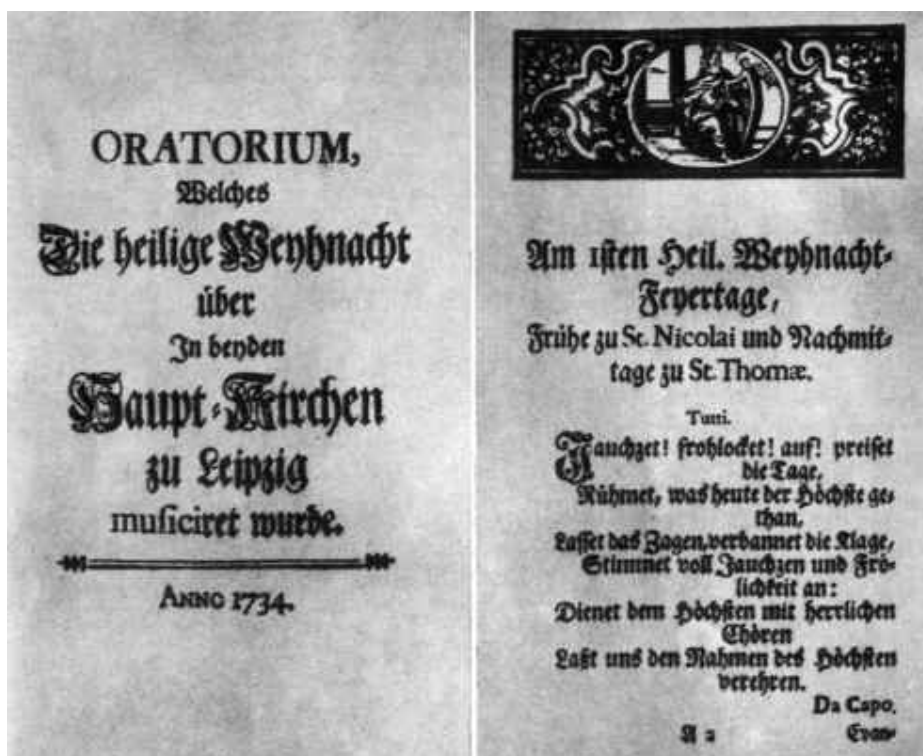 ORATORIUM,
Welches
Die heilige Weyhnacht
über
In beyden
Haupt-Kirchen
zu Leipzig
musiciret wurde.
ANNO 1734.
Am 1sten Heil. Weyhnacht-
Feyertage,
Frühe zu St. Nicolai und Nachmit-
tage zu St. Thomæ.
Tutti.
Jauchzet! frohlocket! auf! preiset
die Tage,
Rühmet, was heute der Höchste ge-
than,
Lasset das Zagen, verbannet die Klage,
Stimmet voll Jauchzen und Frö-
lichkeit an:
Dienet dem Höchsten mit herrlichen
Chören
Laßt uns den Nahmen des Höchsten
verehren.
Da Capo.
A 2 Evan-